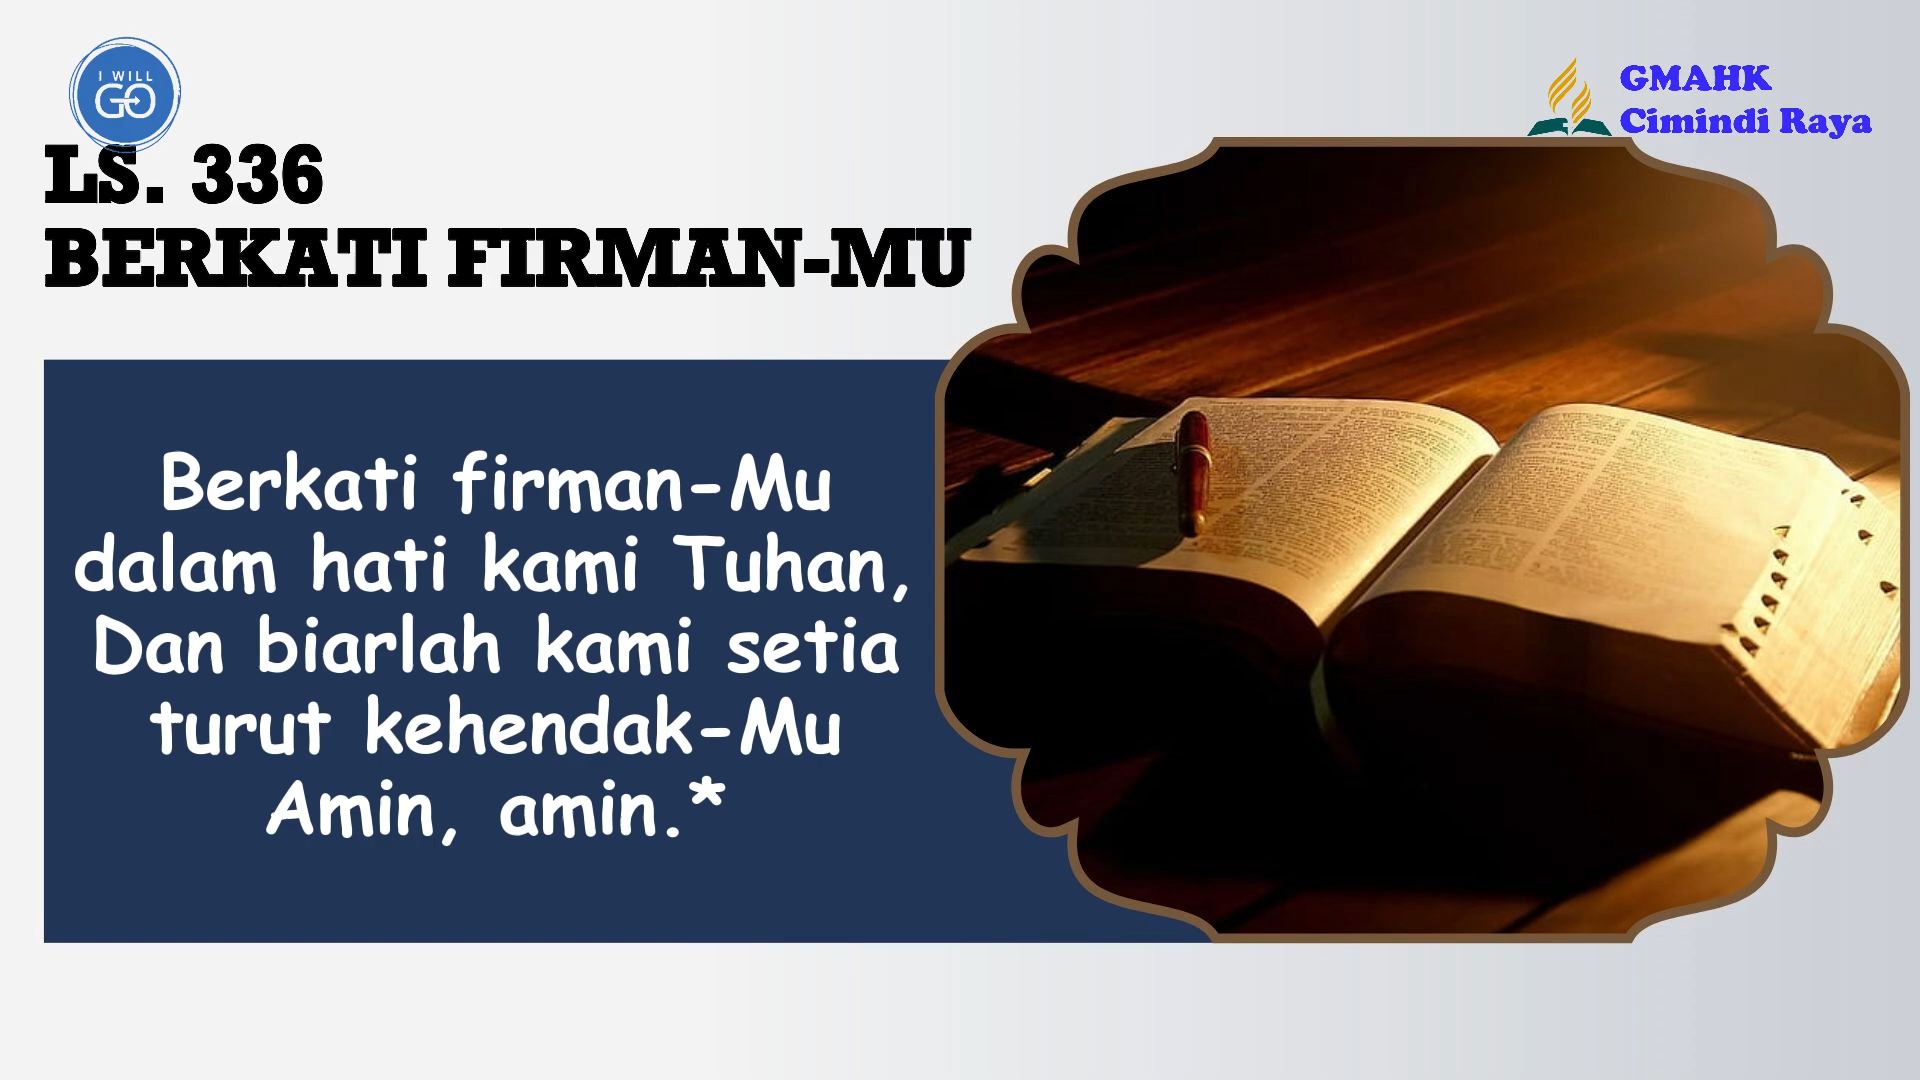 I WILL
GO
GMAHK
Cimindi Raya
LS. 336
BERKATI FIRMAN-MU
Berkati firman-Mu
dalam hati kami Tuhan,
Dan biarlah kami setia
turut kehendak-Mu
Amin, amin.*